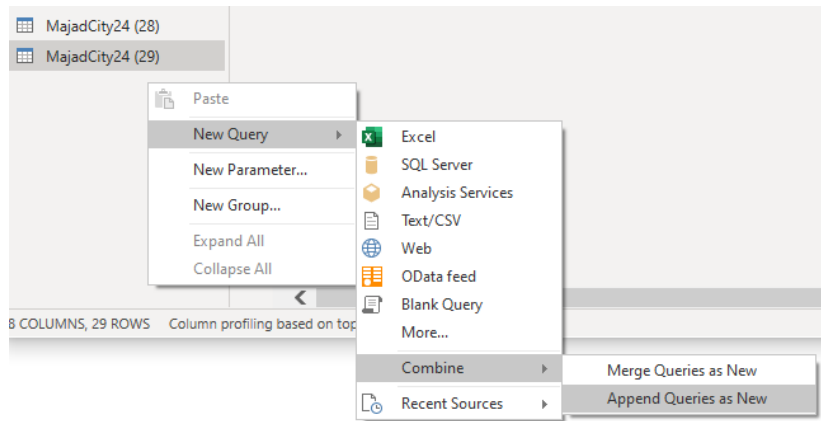 MajadCity24 (28)
MajadCity24 (29)
Paste
New Query
New Parameter...
New Group...
Expand All
Collapse All
Excel
SQL Server
Analysis Services
Text/CSV
Web
OData feed
Blank Query
More...
Combine
Recent Sources
Merge Queries as New
Append Queries as New
8 COLUMNS, 29 ROWS Column profiling based on top